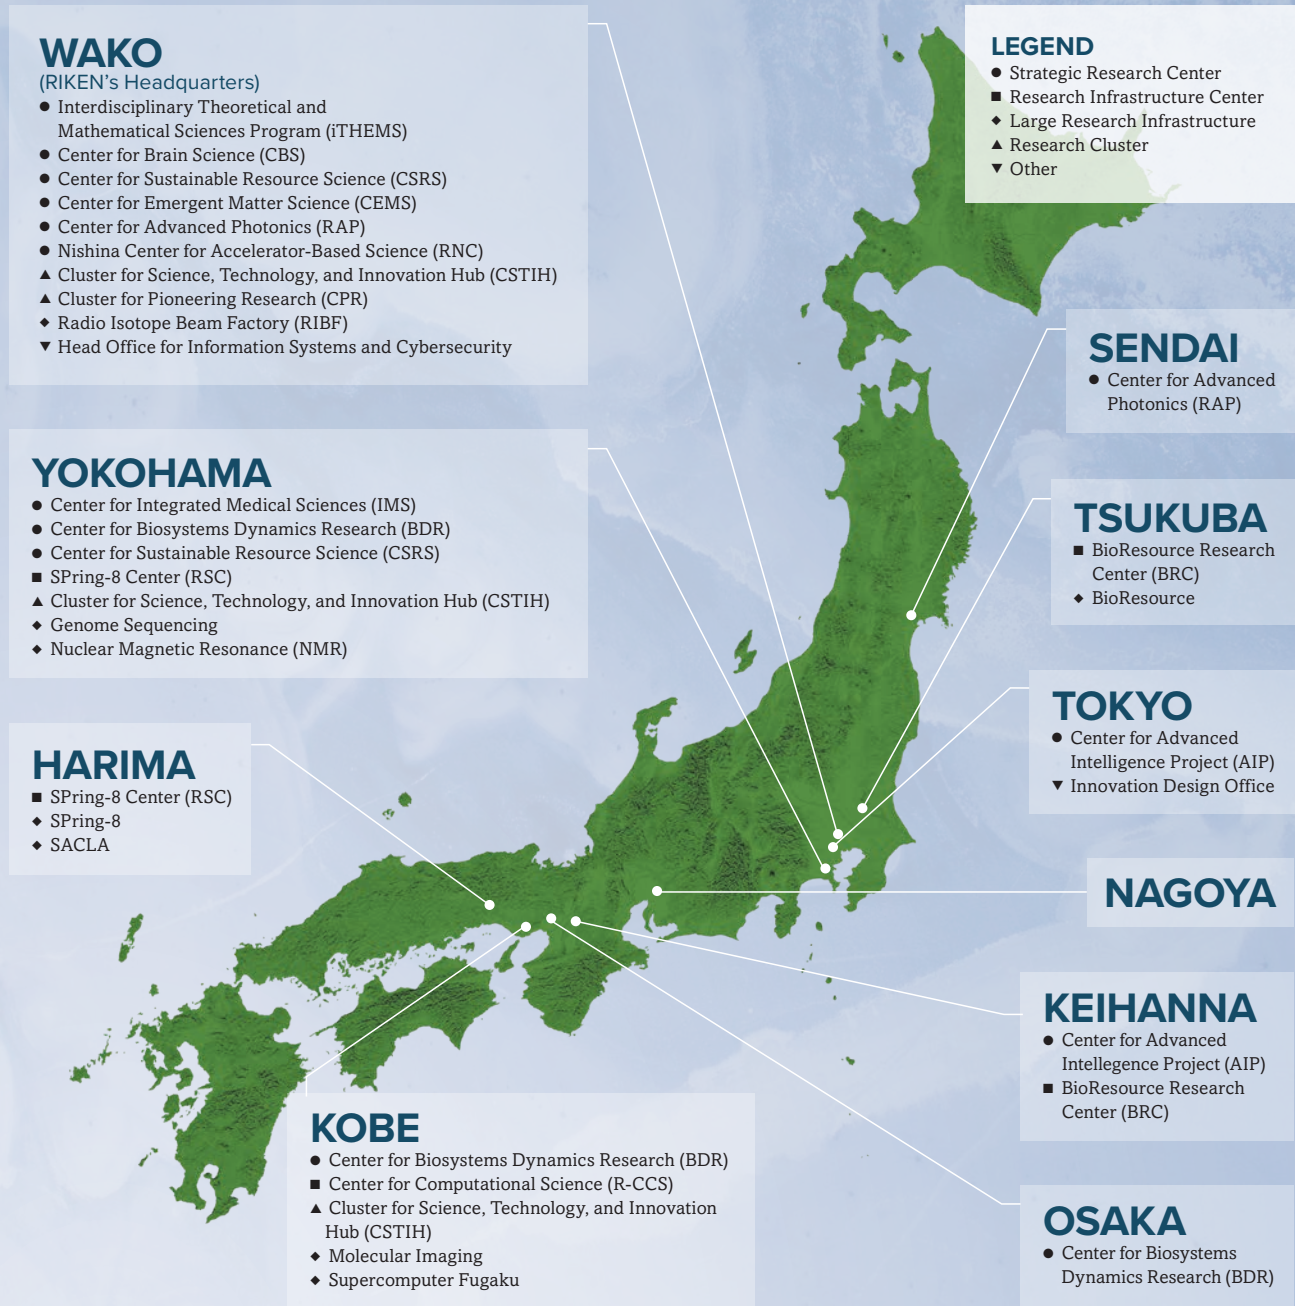 WAKO
(RIKEN's Headquarters)
● Interdisciplinary Theoretical and
Mathematical Sciences Program (iTHEMS)
● Center for Brain Science (CBS)
● Center for Sustainable Resource Science (CSRS)
● Center for Emergent Matter Science (CEMS)
● Center for Advanced Photonics (RAP)
● Nishina Center for Accelerator-Based Science (RNC)
▲ Cluster for Science, Technology, and Innovation Hub (CSTIH)
▲ Cluster for Pioneering Research (CPR)
◆ Radio Isotope Beam Factory (RIBF)
▼ Head Office for Information Systems and Cybersecurity
LEGEND
● Strategic Research Center
■ Research Infrastructure Center
◆ Large Research Infrastructure
▲ Research Cluster
▼ Other
SENDAI
● Center for Advanced
Photonics (RAP)
YOKOHAMA
● Center for Integrated Medical Sciences (IMS)
● Center for Biosystems Dynamics Research (BDR)
● Center for Sustainable Resource Science (CSRS)
■ SPring-8 Center (RSC)
▲ Cluster for Science, Technology, and Innovation Hub (CSTIH)
◆ Genome Sequencing
◆ Nuclear Magnetic Resonance (NMR)
TSUKUBA
■ BioResource Research
Center (BRC)
◆ BioResource
TOKYO
● Center for Advanced
Intelligence Project (AIP)
▼ Innovation Design Office
HARIMA
■ SPring-8 Center (RSC)
◆ SPring-8
◆ SACLA
NAGOYA
KEIHANNA
● Center for Advanced
Intellegence Project (AIP)
■ BioResource Research
Center (BRC)
KOBE
● Center for Biosystems Dynamics Research (BDR)
■ Center for Computational Science (R-CCS)
▲ Cluster for Science, Technology, and Innovation
Hub (CSTIH)
◆ Molecular Imaging
◆ Supercomputer Fugaku
OSAKA
● Center for Biosystems
Dynamics Research (BDR)